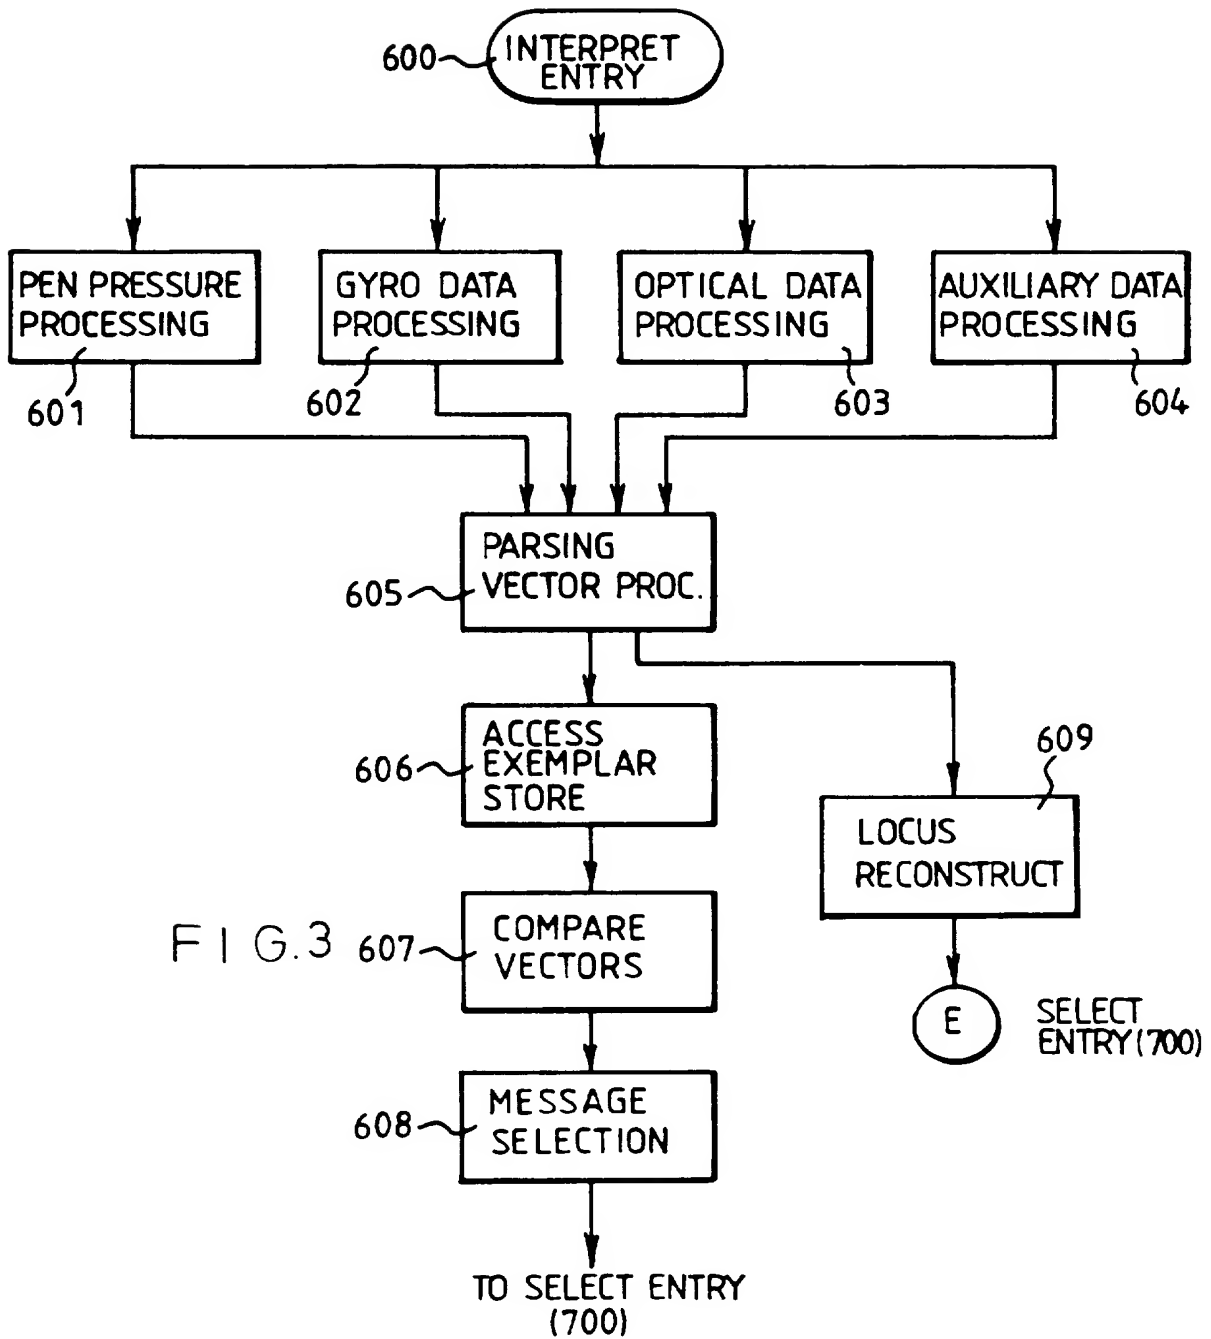 600
INTERPRET
ENTRY
PEN PRESSURE
PROCESSING
601
GYRO DATA
PROCESSING
602
OPTICAL DATA
PROCESSING
603
AUXILIARY DATA
PROCESSING
604
PARSING
VECTOR PROC.
605
ACCESS
EXEMPLAR
STORE
606
609
LOCUS
RECONSTRUCT
FIG.3
607
COMPARE
VECTORS
E
SELECT
ENTRY(700)
608
MESSAGE
SELECTION
TO SELECT ENTRY
(700)